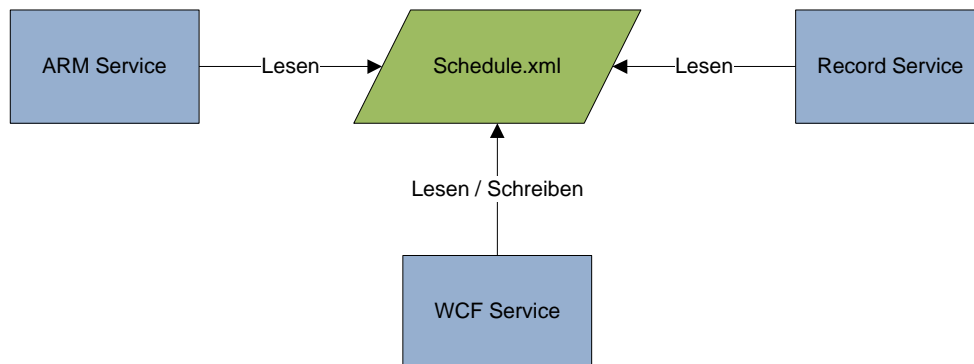 ARM Service
Lesen
Schedule.xml
Lesen
Record Service
Lesen / Schreiben
WCF Service